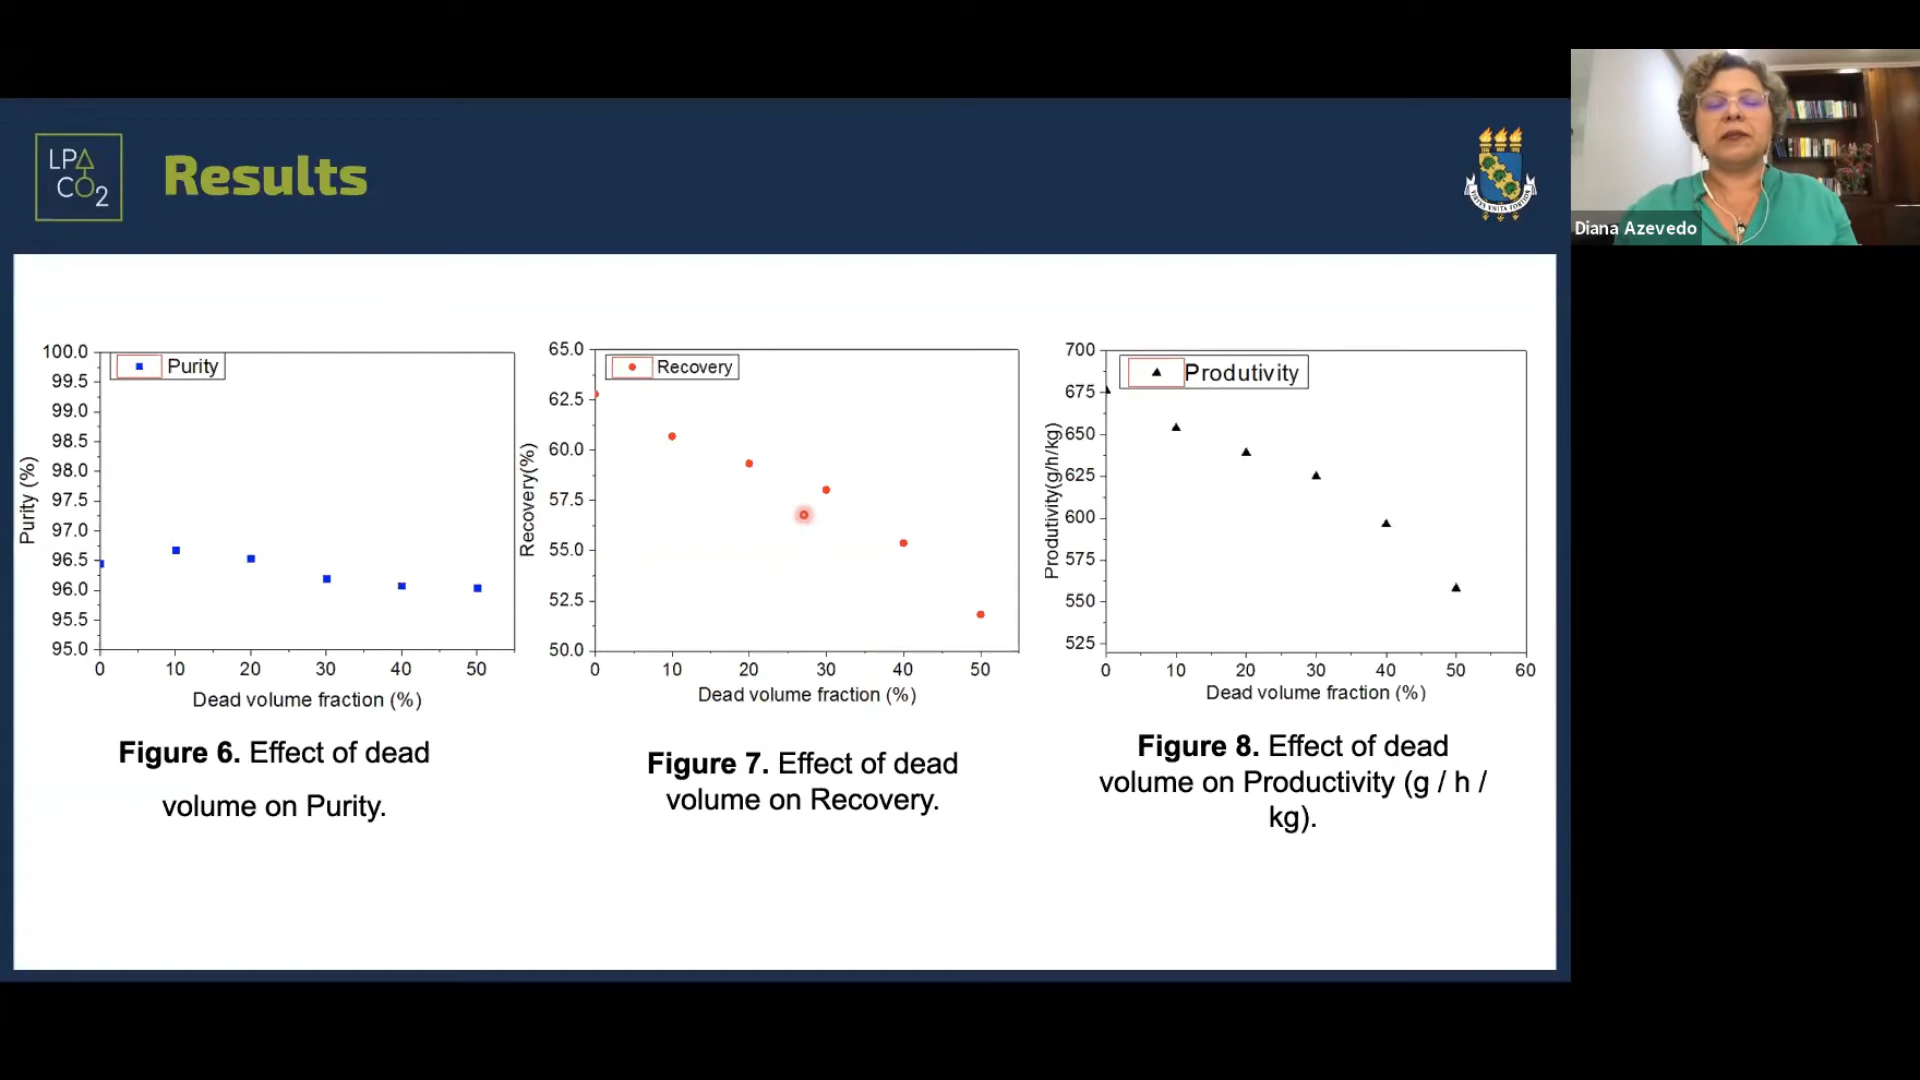 LPA
CO2
Results
VIRTUS UNITA FORTIOR
Diana Azevedo
Purity
100.0
99.5
99.0
98.5
98.0
97.5
97.0
96.5
96.0
95.5
95.0
Purity (%)
0 10 20 30 40 50
Dead volume fraction (%)
Figure 6. Effect of dead
volume on Purity.
Recovery
65.0
62.5
60.0
57.5
55.0
52.5
50.0
Recovery(%)
0 10 20 30 40 50
Dead volume fraction (%)
Figure 7. Effect of dead
volume on Recovery.
Produtivity
700
675
650
625
600
575
550
525
Produtivity(g/h/kg)
0 10 20 30 40 50 60
Dead volume fraction (%)
Figure 8. Effect of dead
volume on Productivity (g / h /
kg).